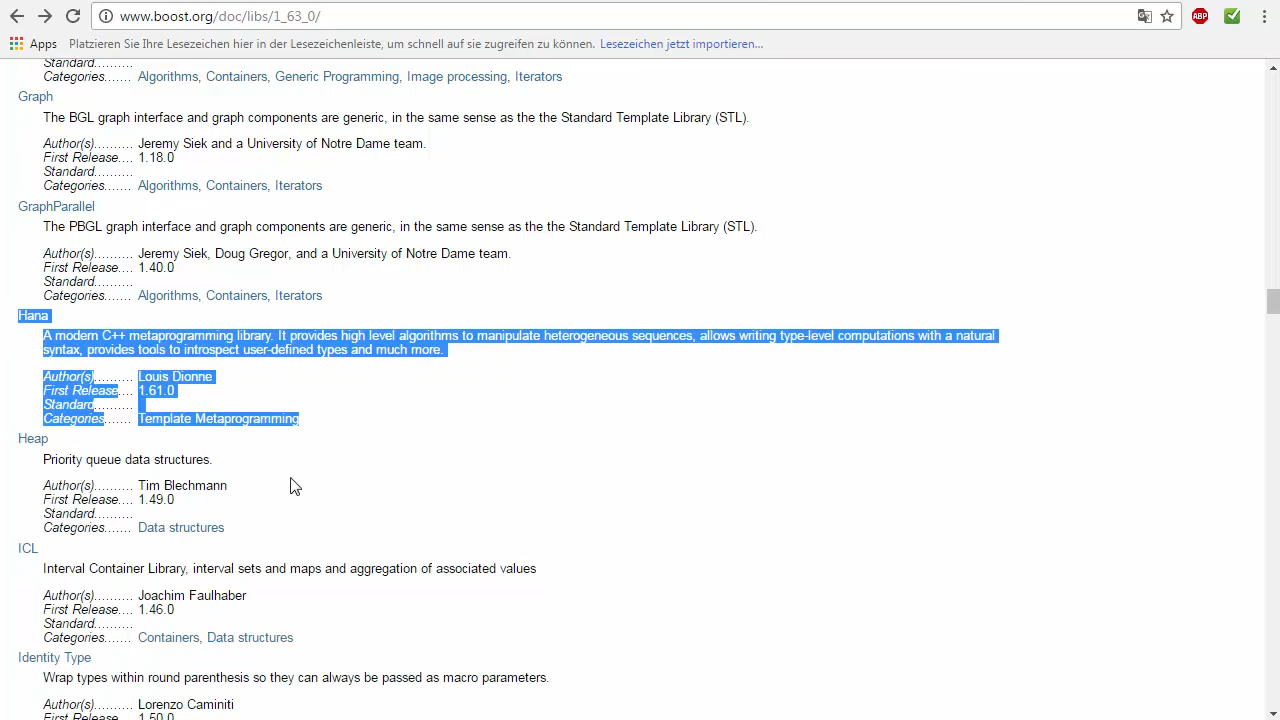 www.boost.org/doc/libs/1_63_0/
ABP
Apps Platzieren Sie Ihre Lesezeichen hier in der Lesezeichenleiste, um schnell auf sie zugreifen zu können. Lesezeichen jetzt importieren...
Standard.........
Categories....... Algorithms, Containers, Generic Programming, Image processing, Iterators
Graph
The BGL graph interface and graph components are generic, in the same sense as the the Standard Template Library (STL).
Author(s).......... Jeremy Siek and a University of Notre Dame team.
First Release.... 1.18.0
Standard..........
Categories....... Algorithms, Containers, Iterators
GraphParallel
The PBGL graph interface and graph components are generic, in the same sense as the the Standard Template Library (STL).
Author(s).......... Jeremy Siek, Doug Gregor, and a University of Notre Dame team.
First Release.... 1.40.0
Standard..........
Categories....... Algorithms, Containers, Iterators
Hana
A modern C++ metaprogramming library. It provides high level algorithms to manipulate heterogeneous sequences, allows writing type-level computations with a natural
syntax, provides tools to introspect user-defined types and much more.
Author(s).......... Louis Dionne
First Release.... 1.61.0
Standard..........
Categories....... Template Metaprogramming
Heap
Priority queue data structures.
Author(s).......... Tim Blechmann
First Release.... 1.49.0
Standard..........
Categories....... Data structures
ICL
Interval Container Library, interval sets and maps and aggregation of associated values
Author(s).......... Joachim Faulhaber
First Release.... 1.46.0
Standard..........
Categories....... Containers, Data structures
Identity Type
Wrap types within round parenthesis so they can always be passed as macro parameters.
Author(s).......... Lorenzo Caminiti
First Release.... 1.50.0